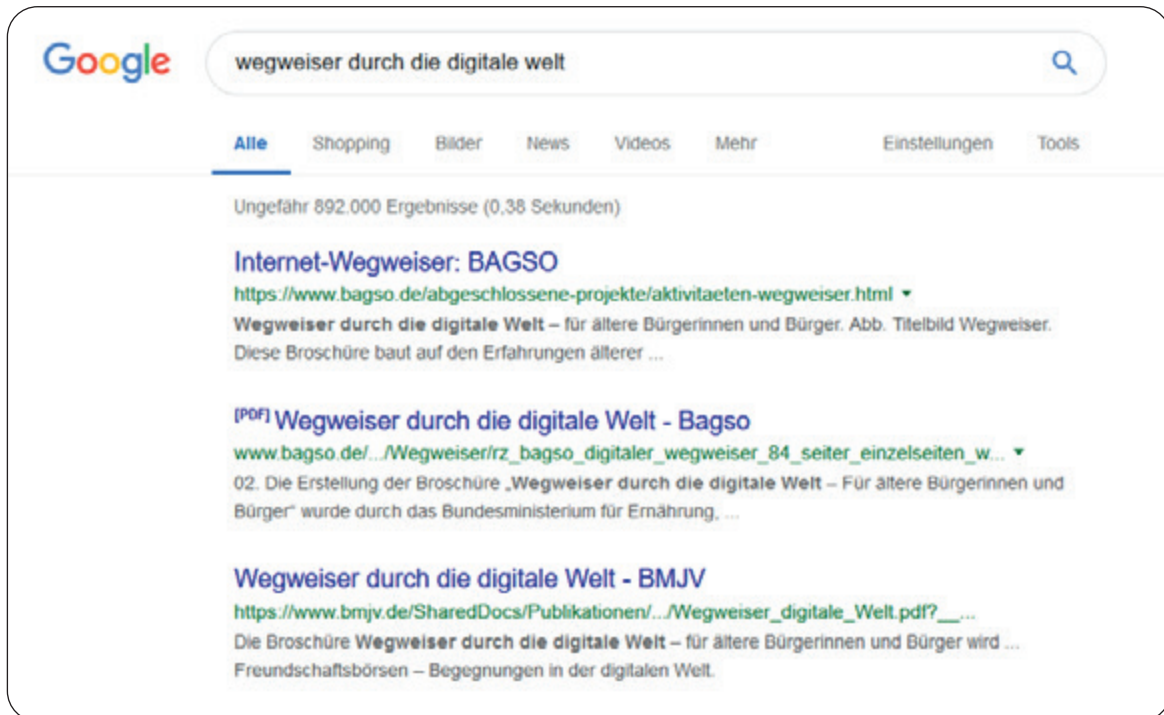 Google
wegweiser durch die digitale welt
Alle Shopping Bilder News Videos Mehr Einstellungen Tools
Ungefähr 892.000 Ergebnisse (0,38 Sekunden)
Internet-Wegweiser: BAGSO
https://www.bagso.de/abgeschlossene-projekte/aktivitaeten-wegweiser.html
Wegweiser durch die digitale Welt – für ältere Bürgerinnen und Bürger. Abb. Titelbild Wegweiser.
Diese Broschüre baut auf den Erfahrungen älterer ...
[PDF] Wegweiser durch die digitale Welt - Bagso
www.bagso.de/.../Wegweiser/rz_bagso_digitaler_wegweiser_84_seiter_einzelseiten_w...
02. Die Erstellung der Broschüre „Wegweiser durch die digitale Welt – Für ältere Bürgerinnen und
Bürger“ wurde durch das Bundesministerium für Ernährung, ...
Wegweiser durch die digitale Welt - BMJV
https://www.bmjv.de/SharedDocs/Publikationen/.../Wegweiser_digitale_Welt.pdf?__...
Die Broschüre Wegweiser durch die digitale Welt – für ältere Bürgerinnen und Bürger wird ...
Freundschaftsbörsen – Begegnungen in der digitalen Welt.